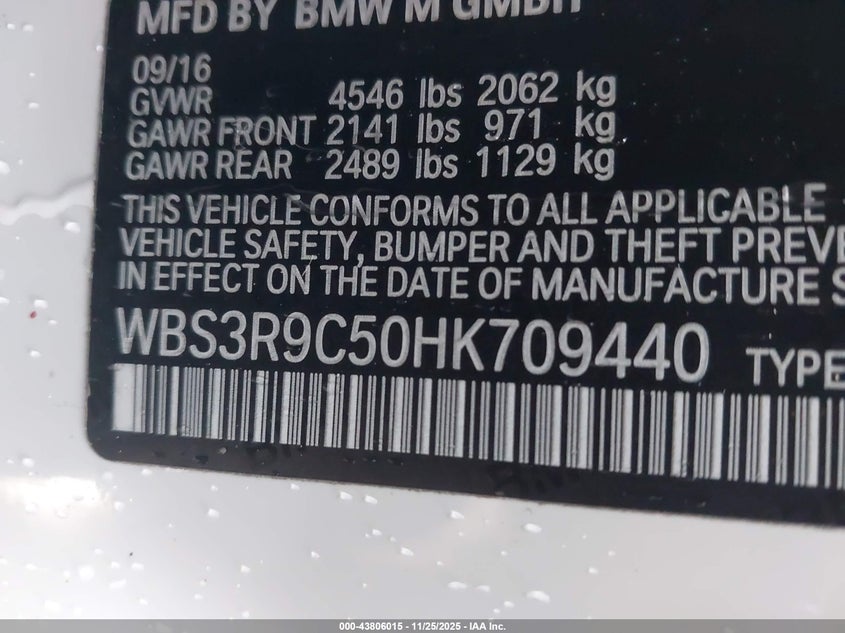 MFD BY BMW M GMBH
09/16
GVWR 4546 lbs 2062 kg
GAWR FRONT 2141 lbs 971 kg
GAWR REAR 2489 lbs 1129 kg
THIS VEHICLE CONFORMS TO ALL APPLICABLE
VEHICLE SAFETY, BUMPER AND THEFT PREVE
IN EFFECT ON THE DATE OF MANUFACTURE S
WBS3R9C50HK709440 TYPE
000-43806015 - 11/25/2025 - IAA Inc.